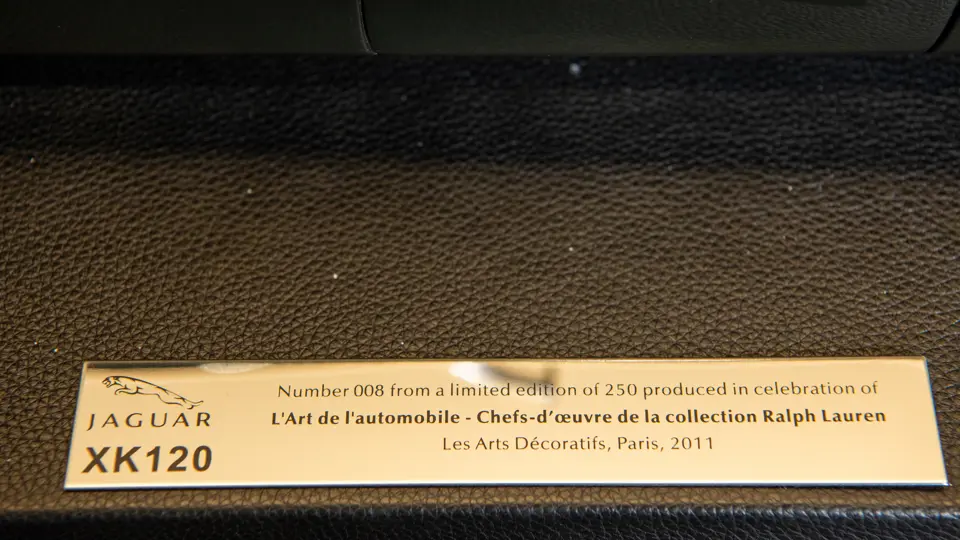 JAGUAR
XK120
Number 008 from a limited edition of 250 produced in celebration of
L'Art de l'automobile - Chefs-d’œuvre de la collection Ralph Lauren
Les Arts Décoratifs, Paris, 2011